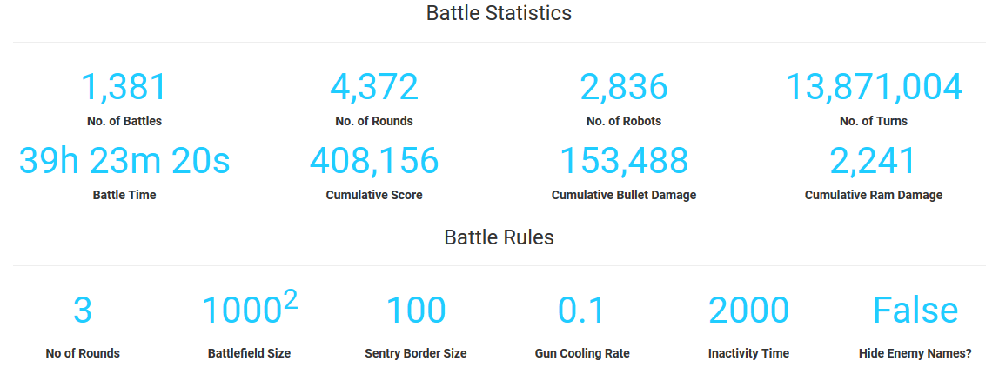 Battle Statistics
1,381 4,372 2,836 13,871,004
No. of Battles No. of Rounds No. of Robots No. of Turns
39h 23m 20s 408,156 153,488 2,241
Battle Time Cumulative Score Cumulative Bullet Damage Cumulative Ram Damage
Battle Rules
3 1000² 100 0.1 2000 False
No of Rounds Battlefield Size Sentry Border Size Gun Cooling Rate Inactivity Time Hide Enemy Names?